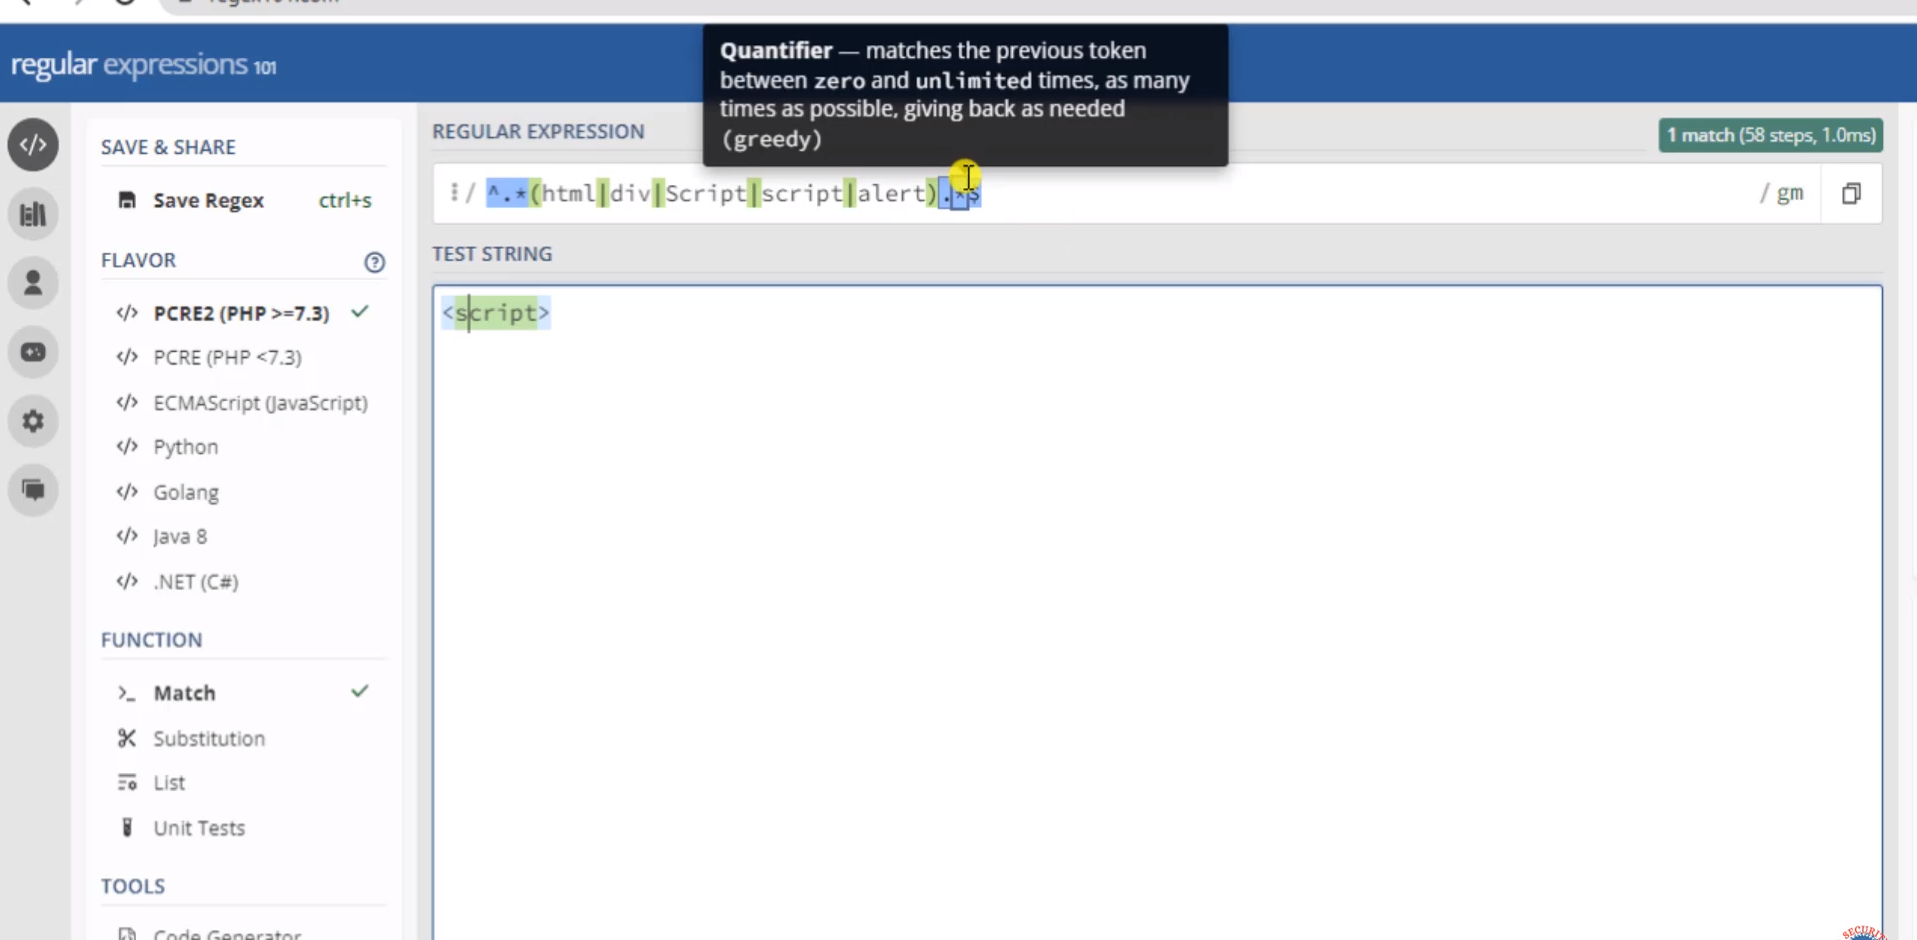 regular expressions 101
Quantifier — matches the previous token
between zero and unlimited times, as many
times as possible, giving back as needed
(greedy)
SAVE & SHARE
Save Regex ctrl+s
FLAVOR
PCRE2 (PHP >=7.3)
PCRE (PHP <7.3)
ECMAScript (JavaScript)
Python
Golang
Java 8
.NET (C#)
FUNCTION
Match
Substitution
List
Unit Tests
TOOLS
Code Generator
REGULAR EXPRESSION
1 match (58 steps, 1.0ms)
/ ^.*(html|div|Script|script|alert).*$ / gm
TEST STRING
<script>